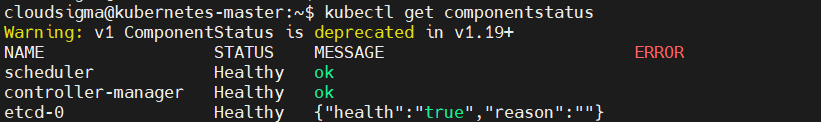 cloudsigma@kubernetes-master:~$ kubectl get componentstatus
Warning: v1 ComponentStatus is deprecated in v1.19+
NAME STATUS MESSAGE ERROR
scheduler Healthy ok
controller-manager Healthy ok
etcd-0 Healthy {"health":"true","reason":""}